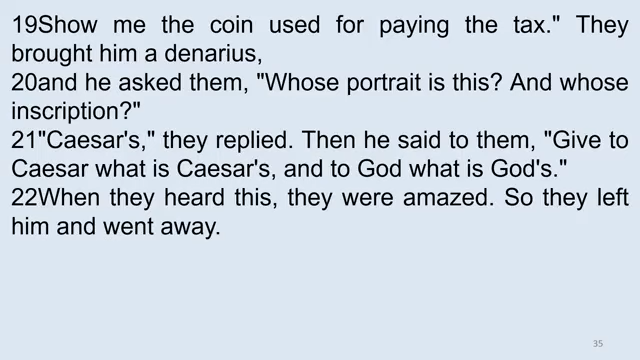 19Show me the coin used for paying the tax." They
brought him a denarius,
20and he asked them, "Whose portrait is this? And whose
inscription?"
21"Caesar's," they replied. Then he said to them, "Give to
Caesar what is Caesar's, and to God what is God's."
22When they heard this, they were amazed. So they left
him and went away.
35